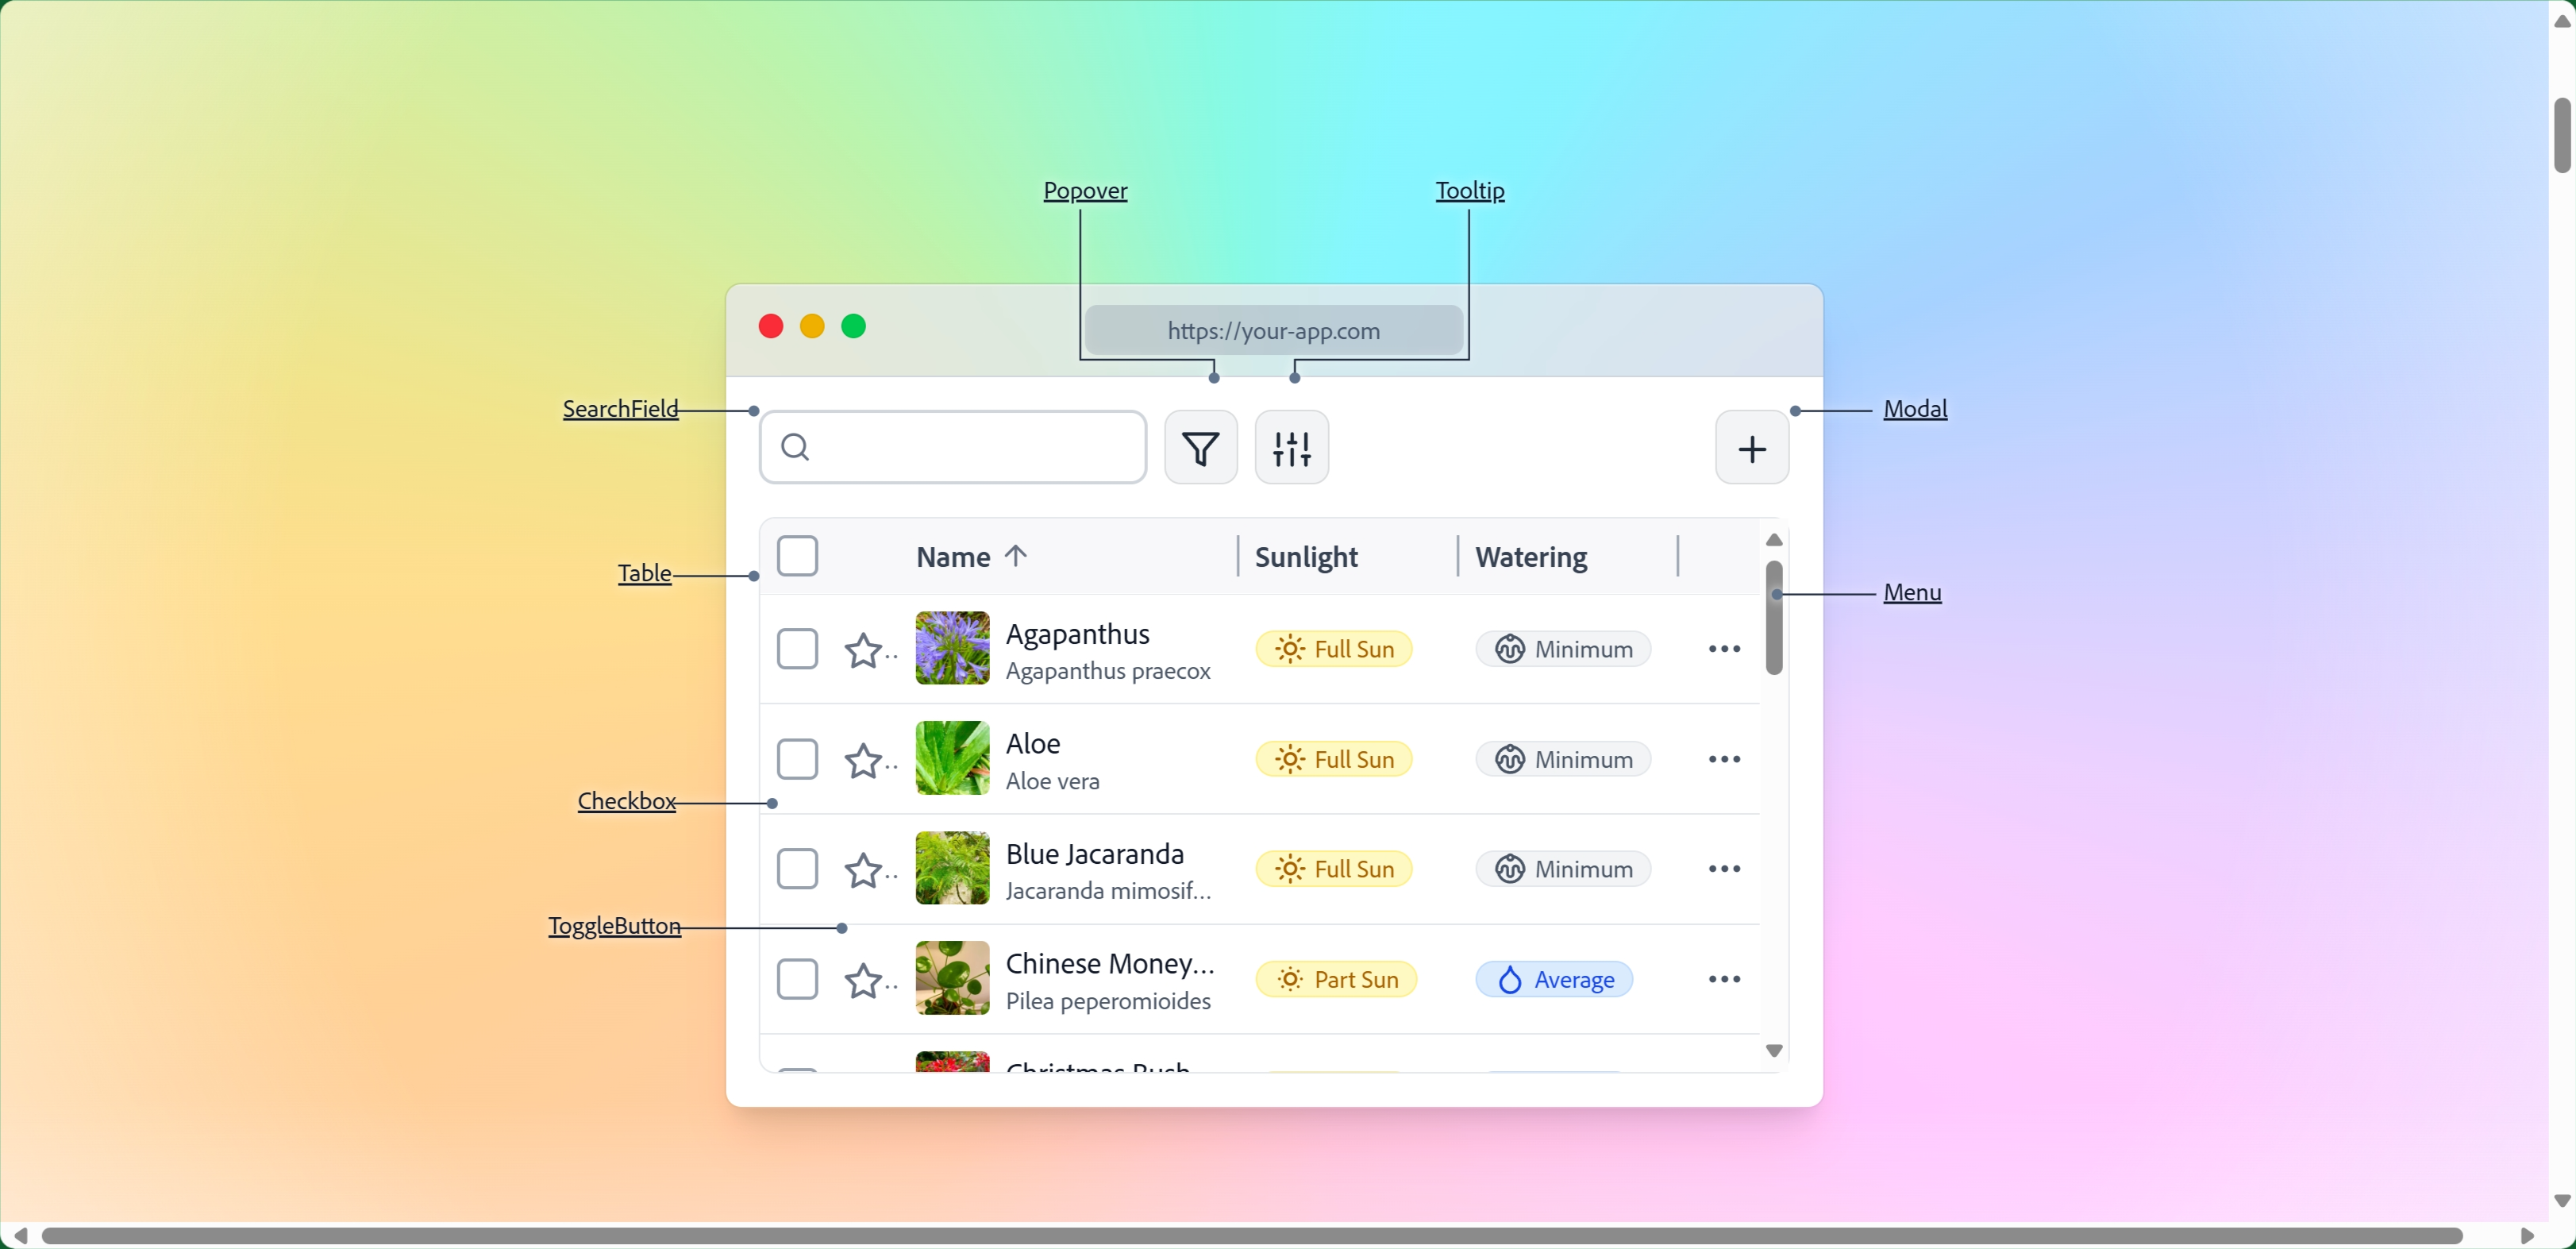 Popover
Tooltip
https://your-app.com
SearchField
Modal
Table
Name
Sunlight
Watering
Menu
Agapanthus
Agapanthus praecox
Full Sun
Minimum
Aloe
Aloe vera
Full Sun
Minimum
Checkbox
Blue Jacaranda
Jacaranda mimosif...
Full Sun
Minimum
ToggleButton
Chinese Money...
Pilea peperomioides
Part Sun
Average
Christmas Bush